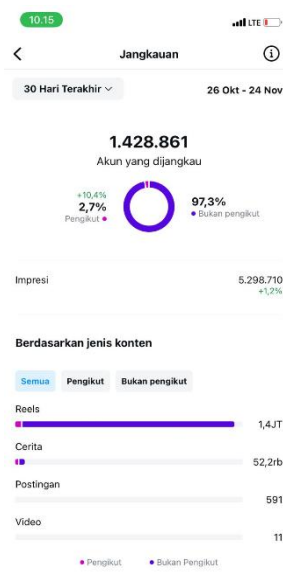 10.15
LTE
Jangkauan
30 Hari Terakhir
26 Okt - 24 Nov
1.428.861
Akun yang dijangkau
+10,4%
2,7%
Pengikut
97,3%
Bukan pengikut
Impresi
5.298.710
+1,2%
Berdasarkan jenis konten
Semua Pengikut Bukan pengikut
Reels
1,4JT
Cerita
52,2rb
Postingan
591
Video
11
Pengikut Bukan Pengikut